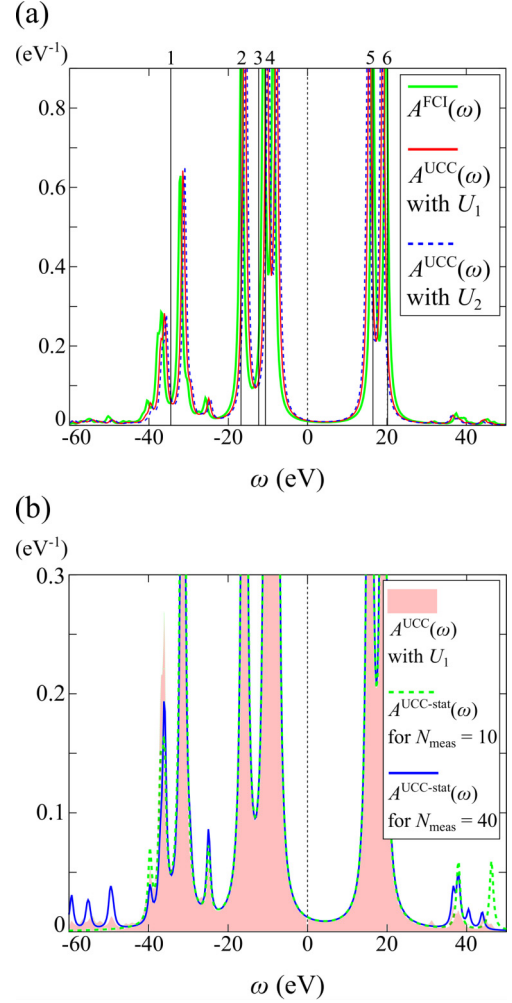 (a)
(eV⁻¹)
1 2 3 4 5 6
0.8
0.6
0.4
0.2
0
-60 -40 -20 0 20 40
ω (eV)
A^FCI(ω)
A^UCC(ω)
with U₁
A^UCC(ω)
with U₂
(b)
(eV⁻¹)
0.3
0.2
0.1
0
-60 -40 -20 0 20 40
ω (eV)
A^UCC(ω)
with U₁
A^UCC-stat(ω)
for N_meas = 10
A^UCC-stat(ω)
for N_meas = 40